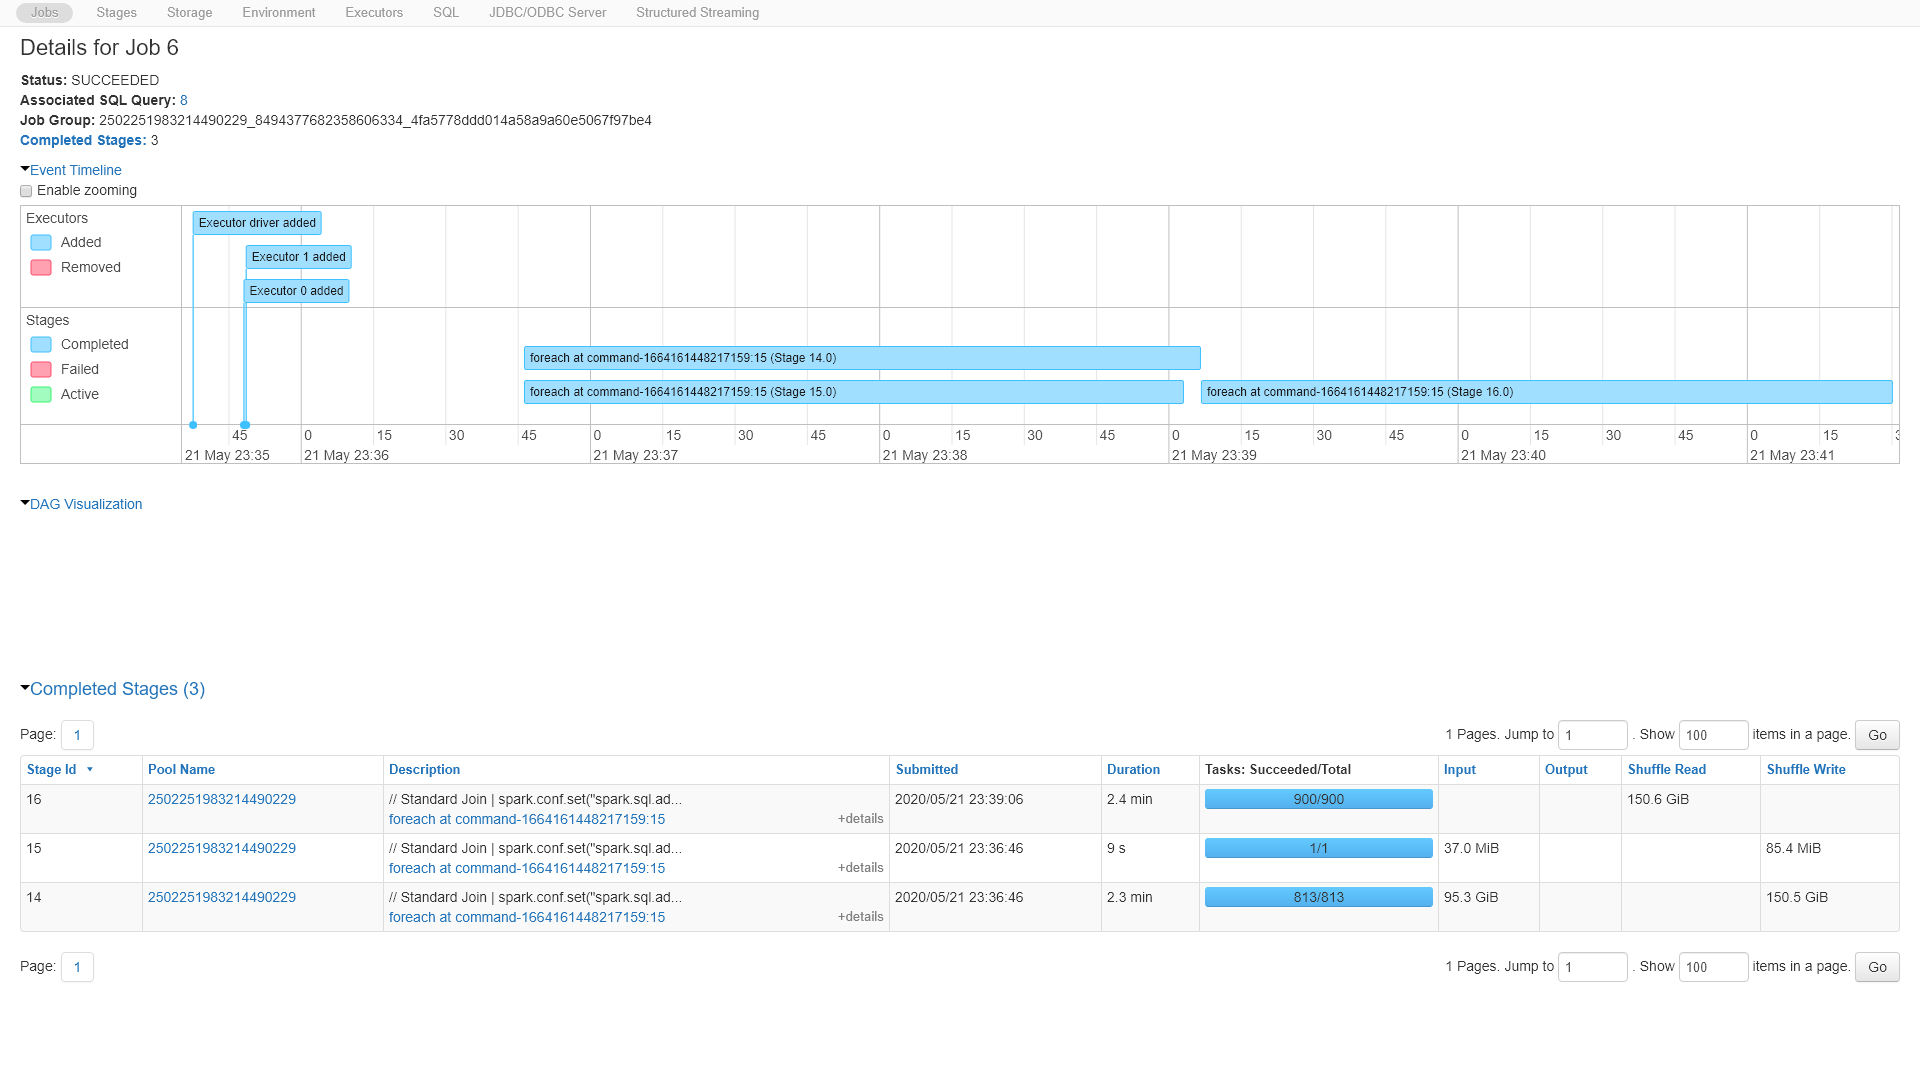 Jobs Stages Storage Environment Executors SQL JDBC/ODBC Server Structured Streaming
Details for Job 6
Status: SUCCEEDED
Associated SQL Query: 8
Job Group: 2502251983214490229_8494377682358606334_4fa5778ddd014a58a9a60e5067f97be4
Completed Stages: 3
Event Timeline
Enable zooming
Executors
Added
Removed
Executor driver added
Executor 1 added
Executor 0 added
Stages
Completed
Failed
Active
foreach at command-1664161448217159:15 (Stage 14.0)
foreach at command-1664161448217159:15 (Stage 15.0) foreach at command-1664161448217159:15 (Stage 16.0)
45 0 15 30 45 0 15 30 45 0 15 30 45 0 15 30 45 0 15 30 45 0 15
21 May 23:35 21 May 23:36 21 May 23:37 21 May 23:38 21 May 23:39 21 May 23:40 21 May 23:41
DAG Visualization
Completed Stages (3)
Page: 1 1 Pages. Jump to 1 . Show 100 items in a page. Go
Stage Id Pool Name Description Submitted Duration Tasks: Succeeded/Total Input Output Shuffle Read Shuffle Write
16 2502251983214490229 // Standard Join | spark.conf.set("spark.sql.ad... 2020/05/21 23:39:06 2.4 min 900/900 150.6 GiB
foreach at command-1664161448217159:15 +details
15 2502251983214490229 // Standard Join | spark.conf.set("spark.sql.ad... 2020/05/21 23:36:46 9 s 1/1 37.0 MiB 85.4 MiB
foreach at command-1664161448217159:15 +details
14 2502251983214490229 // Standard Join | spark.conf.set("spark.sql.ad... 2020/05/21 23:36:46 2.3 min 813/813 95.3 GiB 150.5 GiB
foreach at command-1664161448217159:15 +details
Page: 1 1 Pages. Jump to 1 . Show 100 items in a page. Go